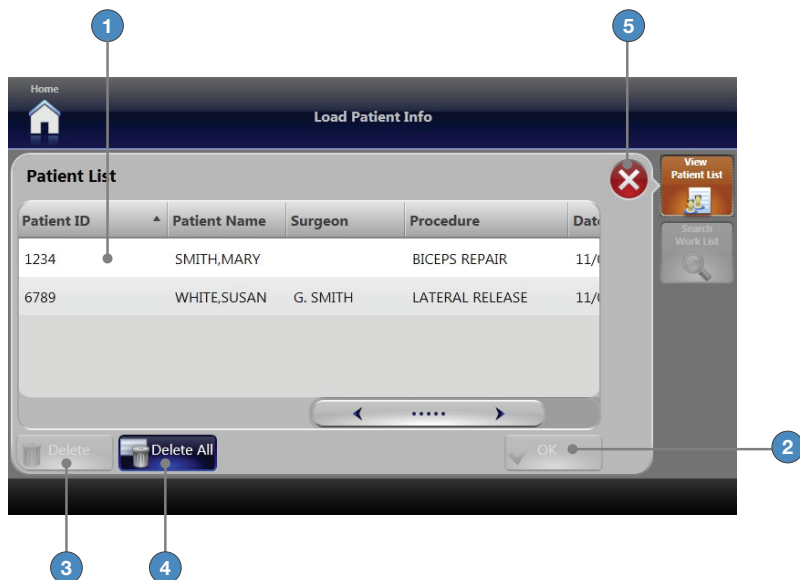 1 5
Home
Load Patient Info
Patient List
View
Patient List
Search
Work List
Patient ID Patient Name Surgeon Procedure Date
1234 SMITH,MARY BICEPS REPAIR 11/0
6789 WHITE,SUSAN G. SMITH LATERAL RELEASE 11/0
Delete Delete All OK 2
3 4